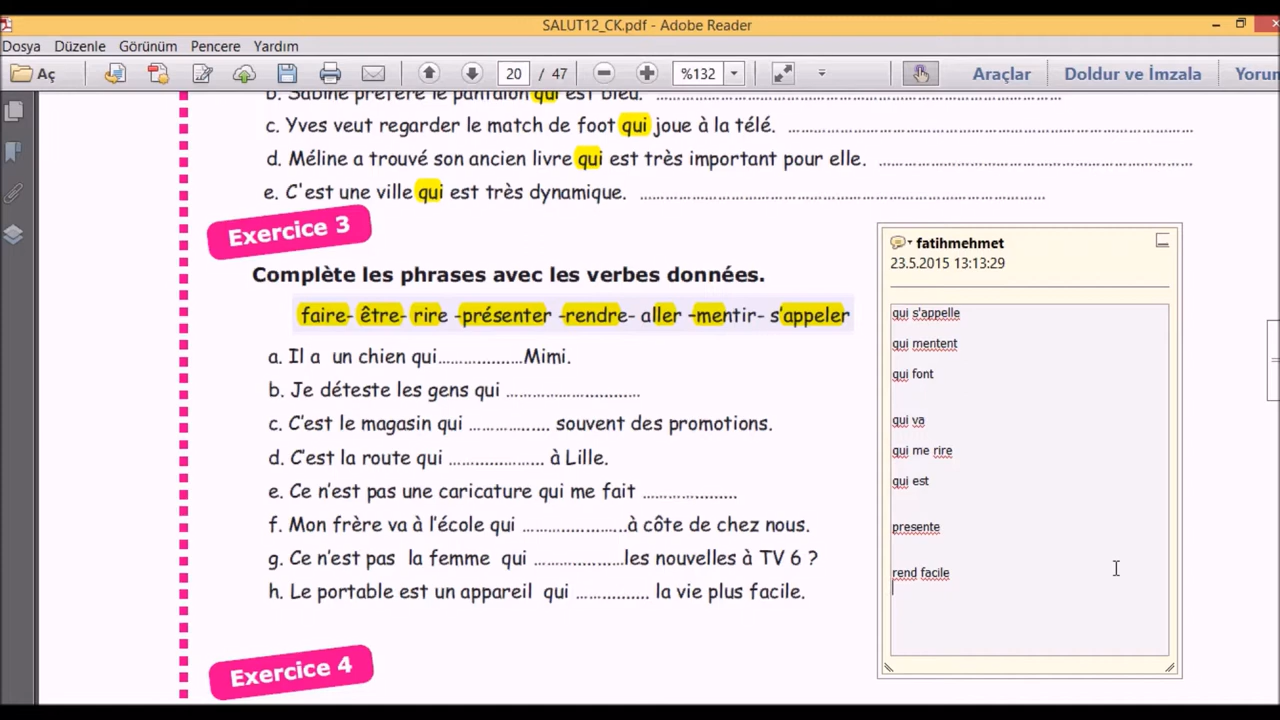 SALUT12_CK.pdf - Adobe Reader
Dosya Düzenle Görünüm Pencere Yardım
Aç 20 / 47 %132 Araçlar Doldur ve İmzala Yorum
b. Sabine préfère le pantalon qui est bleu. ……………………………………………
c. Yves veut regarder le match de foot qui joue à la télé. ……………………………………………
d. Méline a trouvé son ancien livre qui est très important pour elle. ……………………………………
e. C'est une ville qui est très dynamique. ……………………………………………
Exercice 3
Complète les phrases avec les verbes données.
faire- être- rire -présenter -rendre- aller -mentir- s'appeler
a. Il a un chien qui………..........…Mimi.
b. Je déteste les gens qui ………………..........…
c. C'est le magasin qui …………….... souvent des promotions.
d. C'est la route qui ……….......……… à Lille.
e. Ce n'est pas une caricature qui me fait ………….........
f. Mon frère va à l'école qui ………...........……..à côte de chez nous.
g. Ce n'est pas la femme qui ………...........…les nouvelles à TV 6 ?
h. Le portable est un appareil qui ……........... la vie plus facile.
Exercice 4
fatihmehmet
23.5.2015 13:13:29
qui s'appelle
qui mentent
qui font
qui va
qui me rire
qui est
presente
rend facile